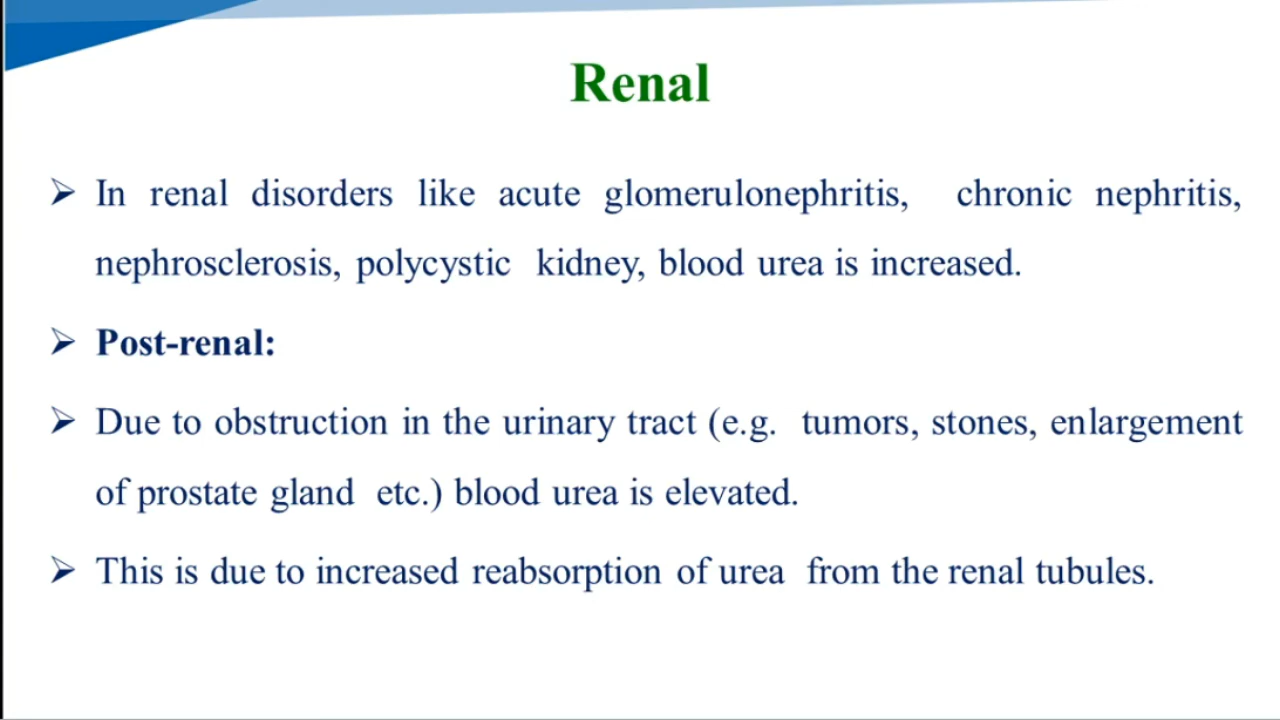 Renal
➢ In renal disorders like acute glomerulonephritis, chronic nephritis,
nephrosclerosis, polycystic kidney, blood urea is increased.
➢ Post-renal:
➢ Due to obstruction in the urinary tract (e.g. tumors, stones, enlargement
of prostate gland etc.) blood urea is elevated.
➢ This is due to increased reabsorption of urea from the renal tubules.